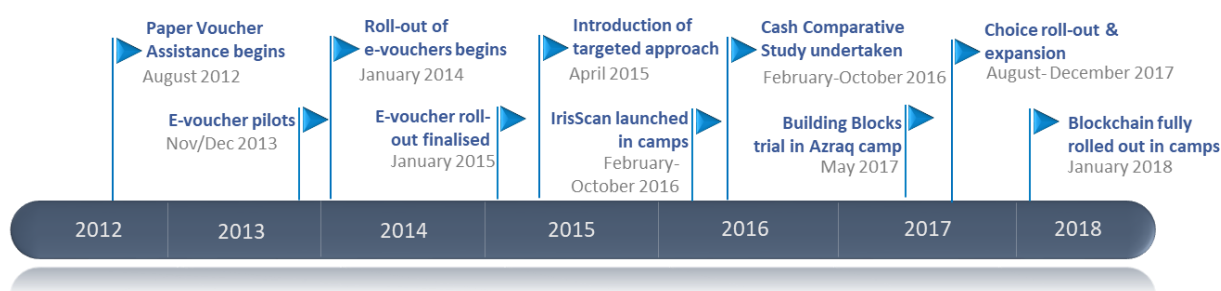 Paper Voucher
Assistance begins
August 2012
E-voucher pilots
Nov/Dec 2013
Roll-out of
e-vouchers begins
January 2014
E-voucher roll-
out finalised
January 2015
Introduction of
targeted approach
April 2015
IrisScan launched
in camps
February-
October 2016
Cash Comparative
Study undertaken
February-October 2016
Building Blocks
trial in Azraq camp
May 2017
Choice roll-out &
expansion
August- December 2017
Blockchain fully
rolled out in camps
January 2018
2012
2013
2014
2015
2016
2017
2018